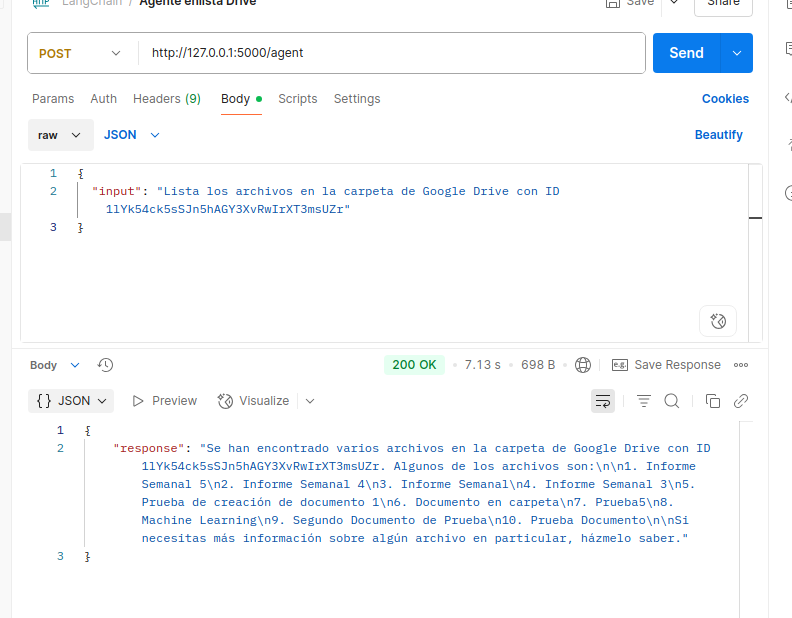 LangChain / Agente enlista Drive
Save
Share
POST
http://127.0.0.1:5000/agent
Send
Params Auth Headers (9) Body Scripts Settings
Cookies
raw JSON
Beautify
1 {
2 "input": "Lista los archivos en la carpeta de Google Drive con ID
1lYk54ck5sSJn5hAGY3XvRwIrXT3msUZr"
3 }
Body
200 OK • 7.13 s • 698 B
e.g. Save Response
{} JSON
Preview
Visualize
1 {
2 "response": "Se han encontrado varios archivos en la carpeta de Google Drive con ID
1lYk54ck5sSJn5hAGY3XvRwIrXT3msUZr. Algunos de los archivos son:\n\n1. Informe
Semanal 5\n2. Informe Semanal 4\n3. Informe Semanal\n4. Informe Semanal 3\n5.
Prueba de creación de documento 1\n6. Documento en carpeta\n7. Prueba5\n8.
Machine Learning\n9. Segundo Documento de Prueba\n10. Prueba Documento\n\nSi
necesitas más información sobre algún archivo en particular, házmelo saber."
3 }